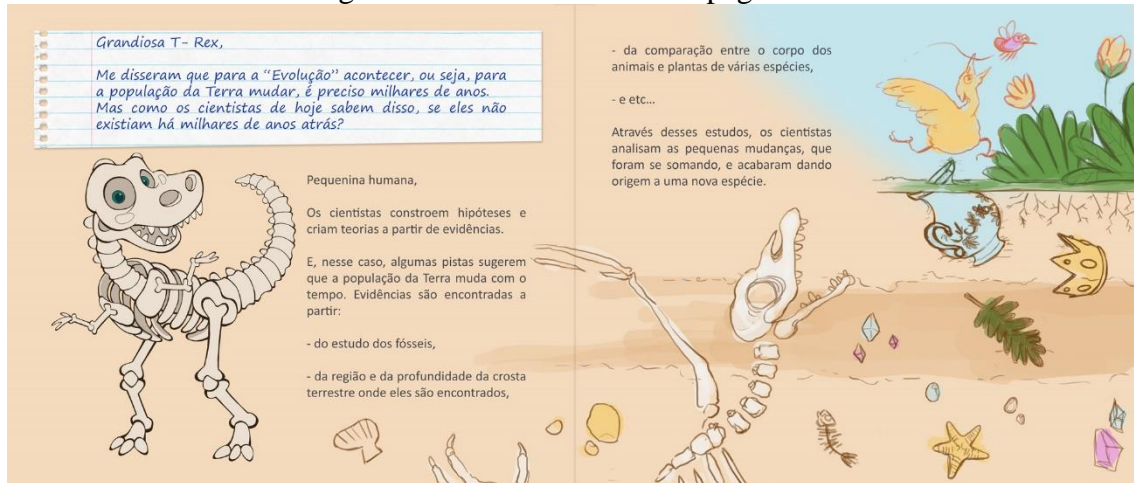 Grandiosa T- Rex,
Me disseram que para a “Evolução” acontecer, ou seja, para
a população da Terra mudar, é preciso milhares de anos.
Mas como os cientistas de hoje sabem disso, se eles não
existiam há milhares de anos atrás?
Pequenina humana,
Os cientistas constroem hipóteses e
criam teorias a partir de evidências.
E, nesse caso, algumas pistas sugerem
que a população da Terra muda com o
tempo. Evidências são encontradas a
partir:
- do estudo dos fósseis,
- da região e da profundidade da crosta
terrestre onde eles são encontrados,
- da comparação entre o corpo dos
animais e plantas de várias espécies,
- e etc...
Através desses estudos, os cientistas
analisam as pequenas mudanças, que
foram se somando, e acabaram dando
origem a uma nova espécie.